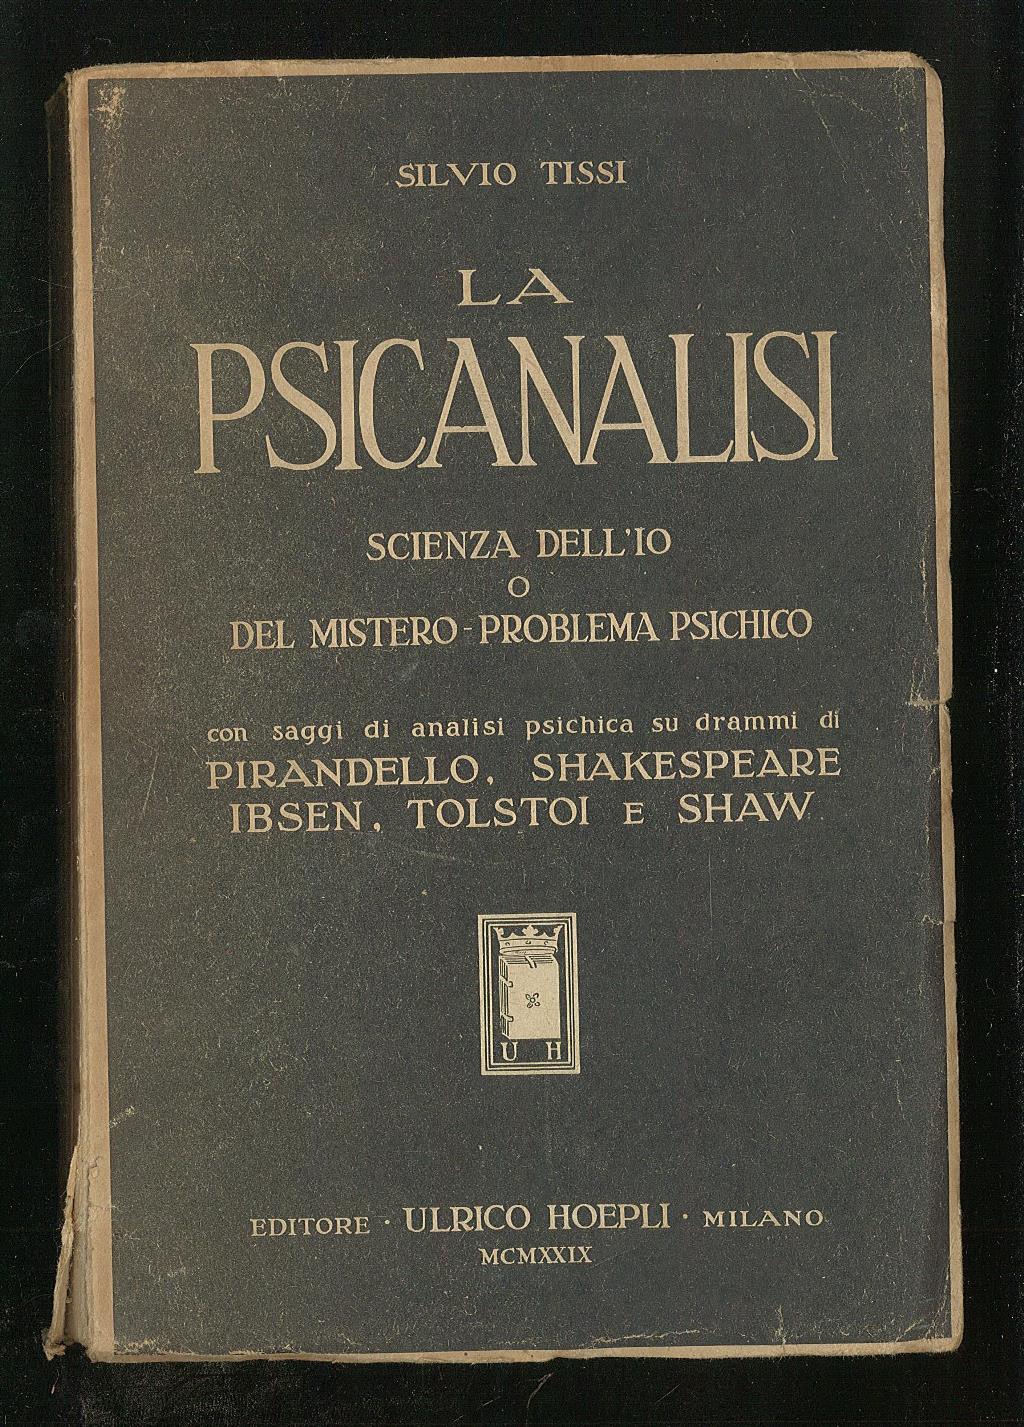 SILVIO TISSI
LA
PSICANALISI
SCIENZA DELL'IO
O
DEL MISTERO-PROBLEMA PSICHICO
con saggi di analisi psichica su drammi di
PIRANDELLO, SHAKESPEARE
IBSEN, TOLSTOI E SHAW
U H
EDITORE · ULRICO HOEPLI · MILANO
MCMXXIX